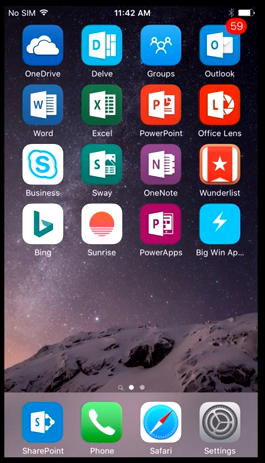 No SIM 11:42 AM
59
OneDrive Delve Groups Outlook
Word Excel PowerPoint Office Lens
Business Sway OneNote Wunderlist
Bing Sunrise PowerApps Big Win Ap...
SharePoint Phone Safari Settings